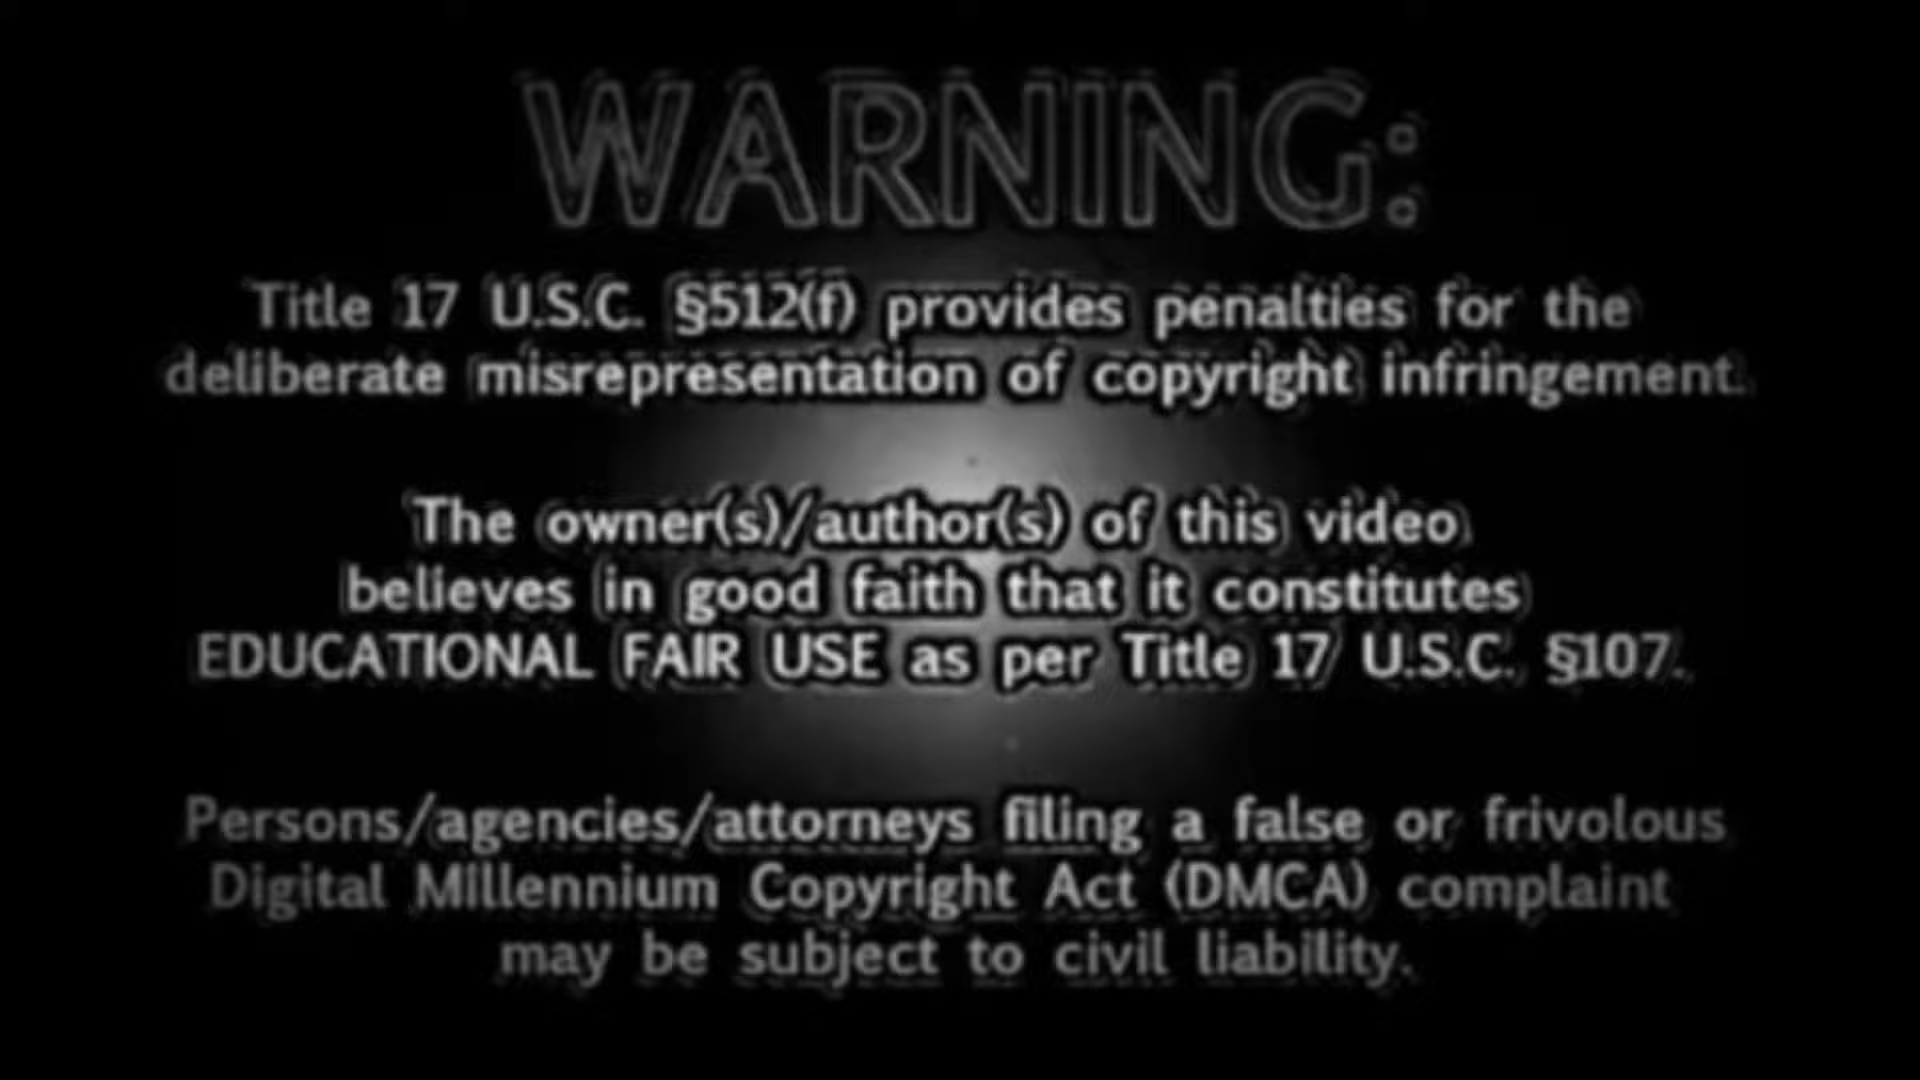 WARNING:
Title 17 U.S.C. §512(f) provides penalties for the
deliberate misrepresentation of copyright infringement.
The owner(s)/author(s) of this video
believes in good faith that it constitutes
EDUCATIONAL FAIR USE as per Title 17 U.S.C. §107.
Persons/agencies/attorneys filing a false or frivolous
Digital Millennium Copyright Act (DMCA) complaint
may be subject to civil liability.